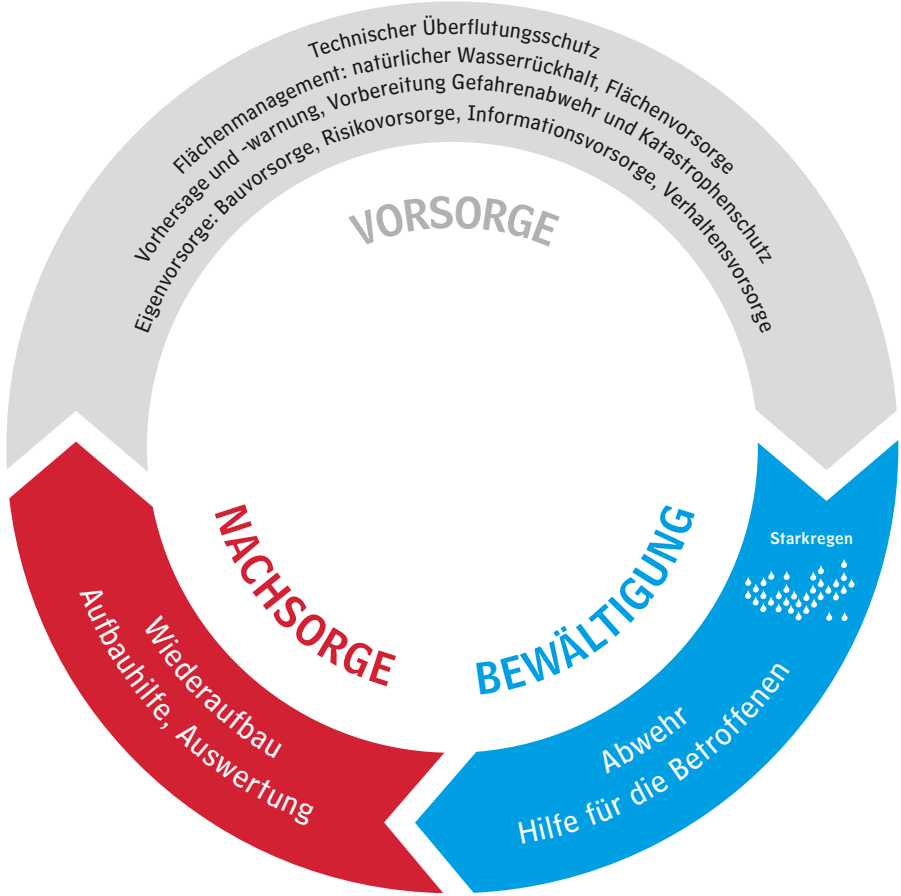 Technischer Überflutungsschutz
Flächenmanagement: natürlicher Wasserrückhalt, Flächenvorsorge
Vorhersage und -warnung, Vorbereitung Gefahrenabwehr und Katastrophenschutz
Eigenvorsorge: Bauvorsorge, Risikovorsorge, Informationsvorsorge, Verhaltensvorsorge
VORSORGE
Starkregen
BEWÄLTIGUNG
Abwehr
Hilfe für die Betroffenen
NACHSORGE
Wiederaufbau
Aufbauhilfe, Auswertung